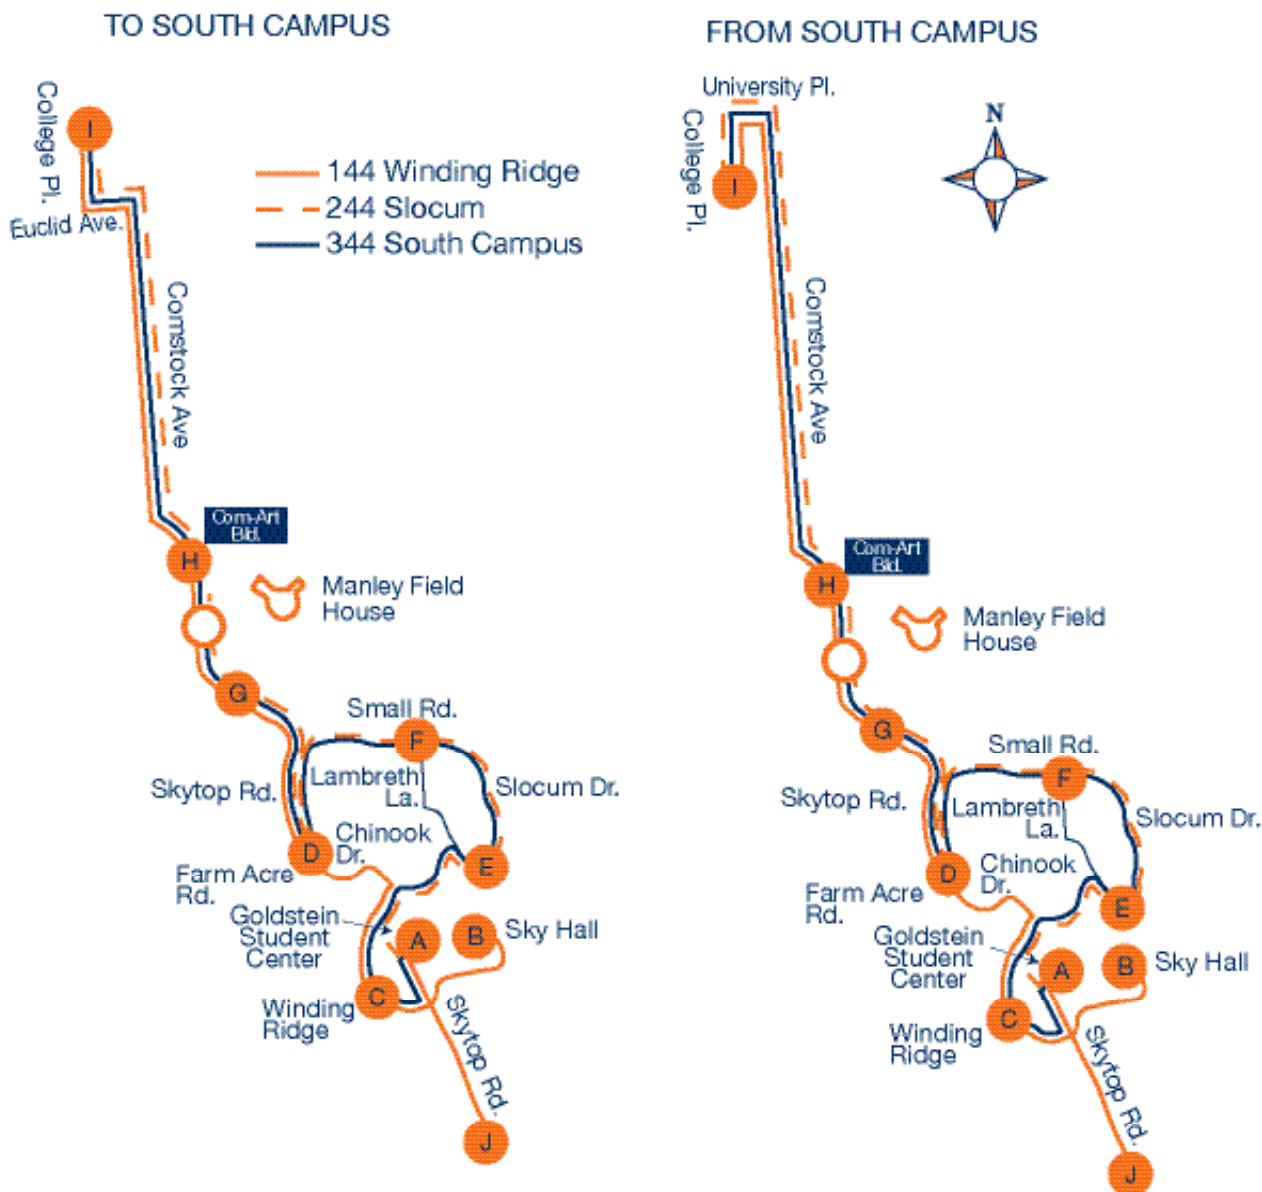 TO SOUTH CAMPUS
College Pl.
I
Euclid Ave.
144 Winding Ridge
244 Slocum
344 South Campus
Comstock Ave
Com-Art
Bld.
H
Manley Field
House
G
Small Rd.
F
Skytop Rd.
Lambreth
La.
Slocum Dr.
Chinook
Dr.
D
E
Farm Acre
Rd.
Goldstein
Student
Center
A
B
Sky Hall
C
Winding
Ridge
Skytop Rd.
J
FROM SOUTH CAMPUS
University Pl.
College Pl.
I
N
Comstock Ave
Com-Art
Bld.
H
Manley Field
House
G
Small Rd.
F
Skytop Rd.
Lambreth
La.
Slocum Dr.
Chinook
Dr.
D
E
Farm Acre
Rd.
Goldstein
Student
Center
A
B
Sky Hall
C
Winding
Ridge
Skytop Rd.
J